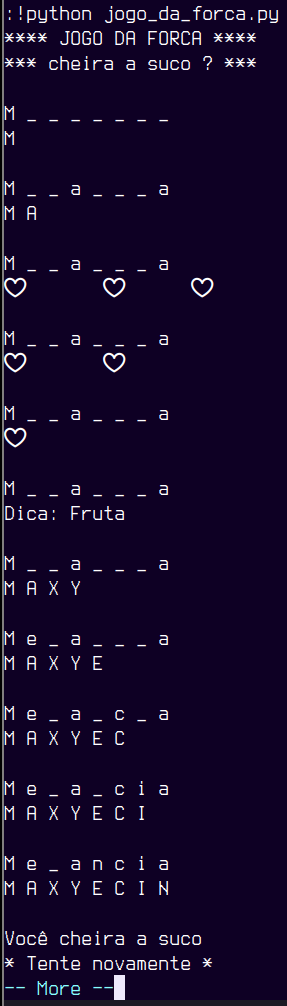 :!python jogo_da_forca.py
**** JOGO DA FORCA ****
*** cheira a suco ? ***
M _ _ _ _ _ _ _
M
M _ _ a _ _ _ a
M A
M _ _ a _ _ _ a
♡ ♡ ♡
M _ _ a _ _ _ a
♡ ♡
M _ _ a _ _ _ a
♡
M _ _ a _ _ _ a
Dica: Fruta
M _ _ a _ _ _ a
M A X Y
M e _ a _ _ _ a
M A X Y E
M e _ a _ c _ a
M A X Y E C
M e _ a _ c i a
M A X Y E C I
M e _ a n c i a
M A X Y E C I N
Você cheira a suco
* Tente novamente *
-- More --